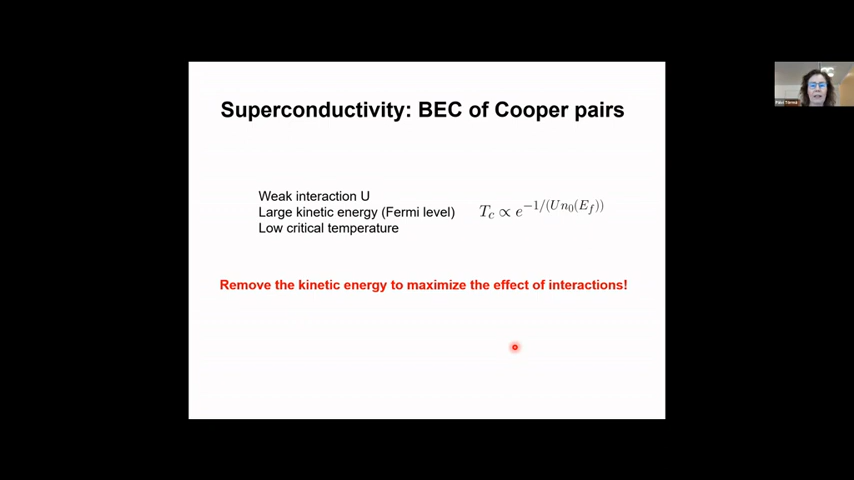 Superconductivity: BEC of Cooper pairs
Weak interaction U
Large kinetic energy (Fermi level)
Low critical temperature
T_c ∝ e^{-1/(Un_0(E_f))}
Remove the kinetic energy to maximize the effect of interactions!